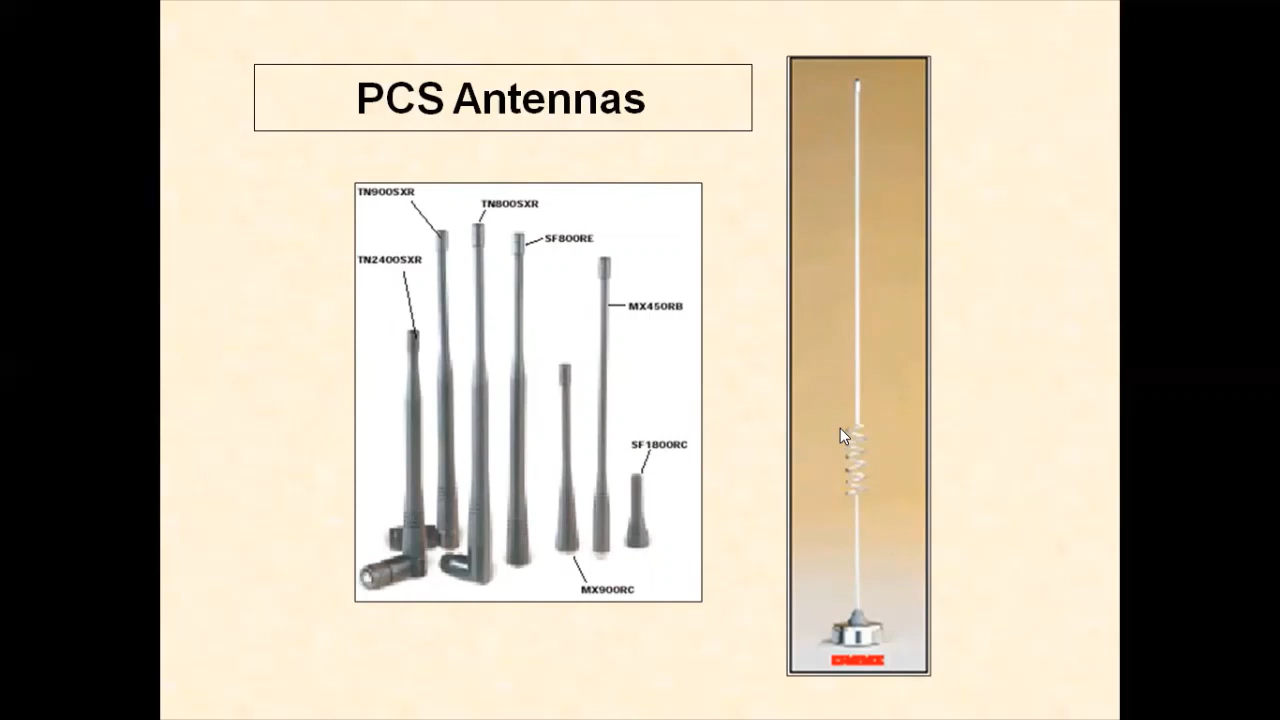 PCS Antennas
TN900SXR
TN800SXR
SF800RE
TN2400SXR
MX450RB
SF1800RC
MX900RC